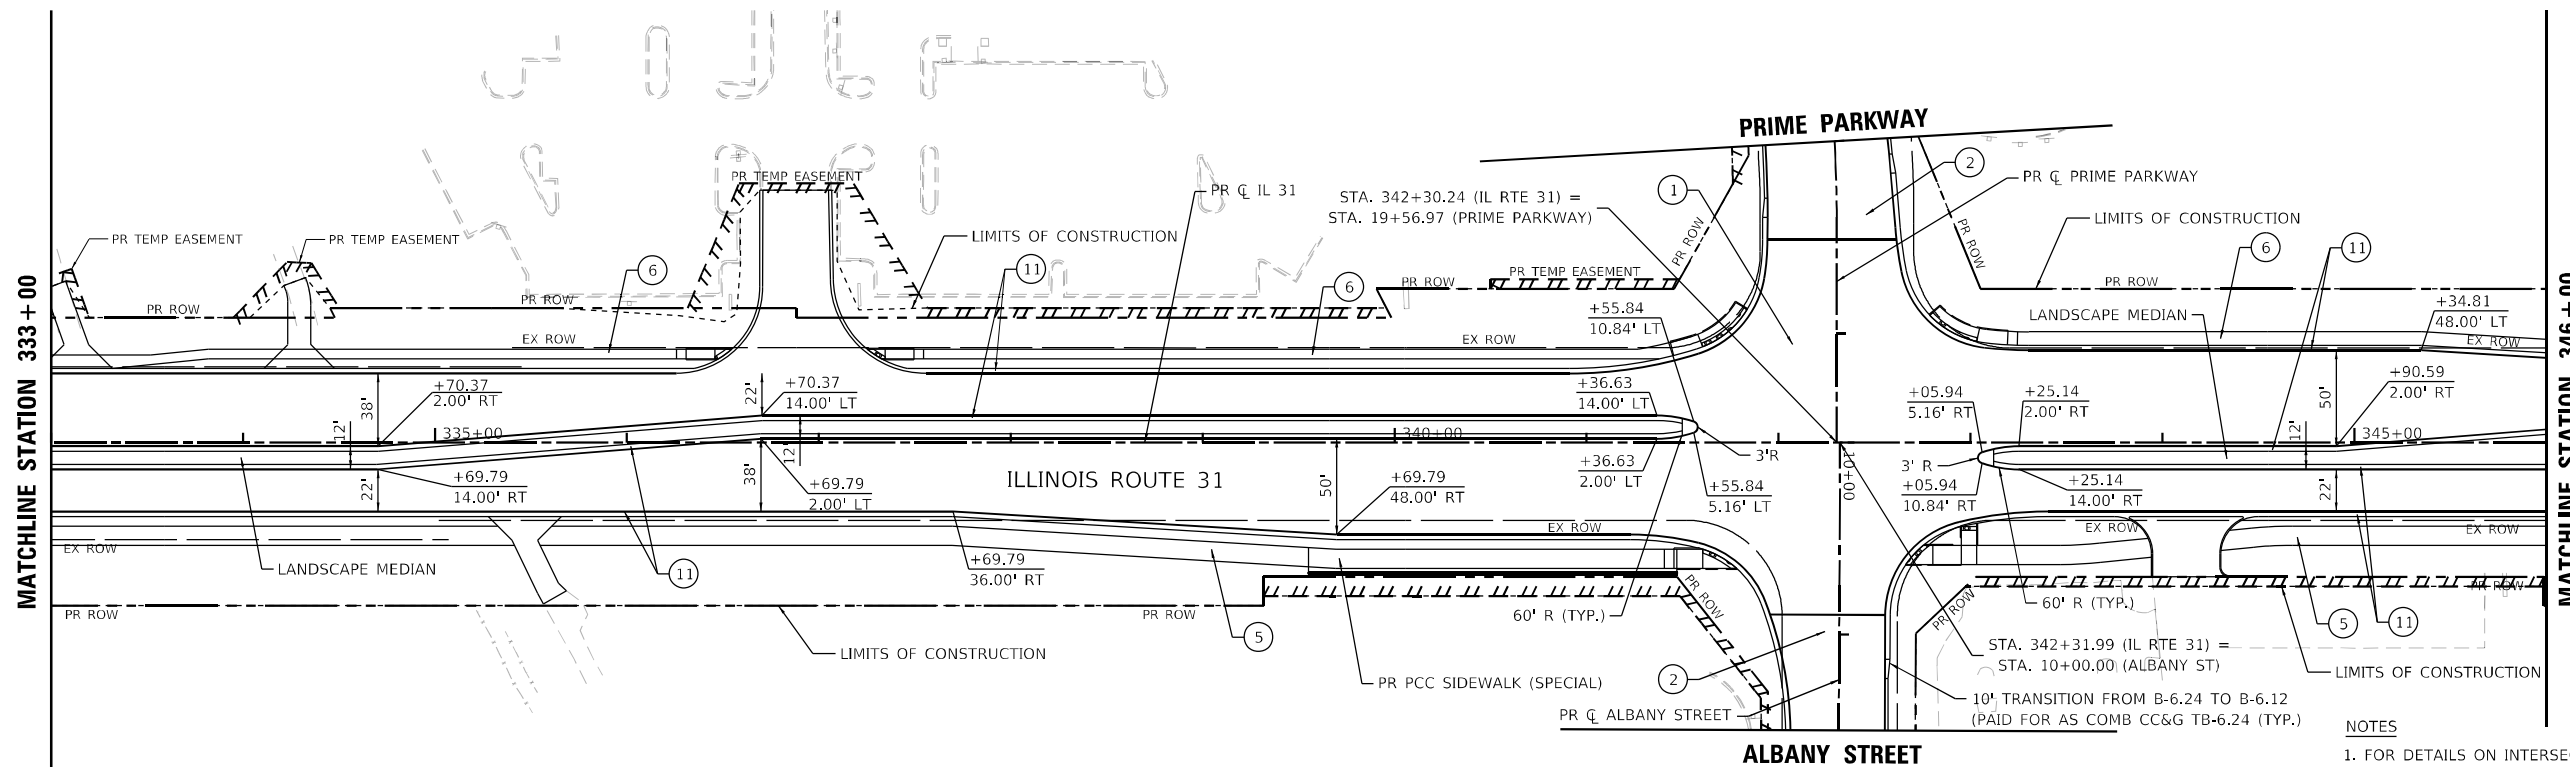 PRIME PARKWAY
2
PR TEMP EASEMENT
PR ℄ IL 31
1
STA. 342+30.24 (IL RTE 31) =
STA. 19+56.97 (PRIME PARKWAY)
PR ℄ PRIME PARKWAY
LIMITS OF CONSTRUCTION
PR ROW
PR ROW
PR TEMP EASEMENT
PR TEMP EASEMENT
LIMITS OF CONSTRUCTION
6
11
6
11
PR TEMP EASEMENT
PR ROW
PR ROW
6
PR ROW
PR ROW
+55.84
10.84' LT
+34.81
48.00' LT
LANDSCAPE MEDIAN
EX ROW
EX ROW
EX ROW
MATCHLINE STATION 333+00
MATCHLINE STATION 346+00
38'
12'
+70.37
2.00' RT
22'
+70.37
14.00' LT
+36.63
14.00' LT
+05.94
5.16' RT
+25.14
2.00' RT
50'
+90.59
2.00' RT
335+00
12'
340+00
12'
345+00
22'
+69.79
14.00' RT
38'
+69.79
2.00' LT
ILLINOIS ROUTE 31
50'
+69.79
48.00' RT
+36.63
2.00' LT
3'R
+55.84
5.16' LT
10+00
3' R
+05.94
10.84' RT
+25.14
14.00' RT
22'
EX ROW
EX ROW
EX ROW
EX ROW
LANDSCAPE MEDIAN
11
+69.79
36.00' RT
PR ROW
PR ROW
PR ROW
PR ROW
PR ROW
60' R (TYP.)
60' R (TYP.)
5
5
11
LIMITS OF CONSTRUCTION
STA. 342+31.99 (IL RTE 31) =
STA. 10+00.00 (ALBANY ST)
LIMITS OF CONSTRUCTION
PR PCC SIDEWALK (SPECIAL)
2
10' TRANSITION FROM B-6.24 TO B-6.12
(PAID FOR AS COMB CC&G TB-6.24 (TYP.)
PR ℄ ALBANY STREET
ALBANY STREET
NOTES
1. FOR DETAILS ON INTERSE